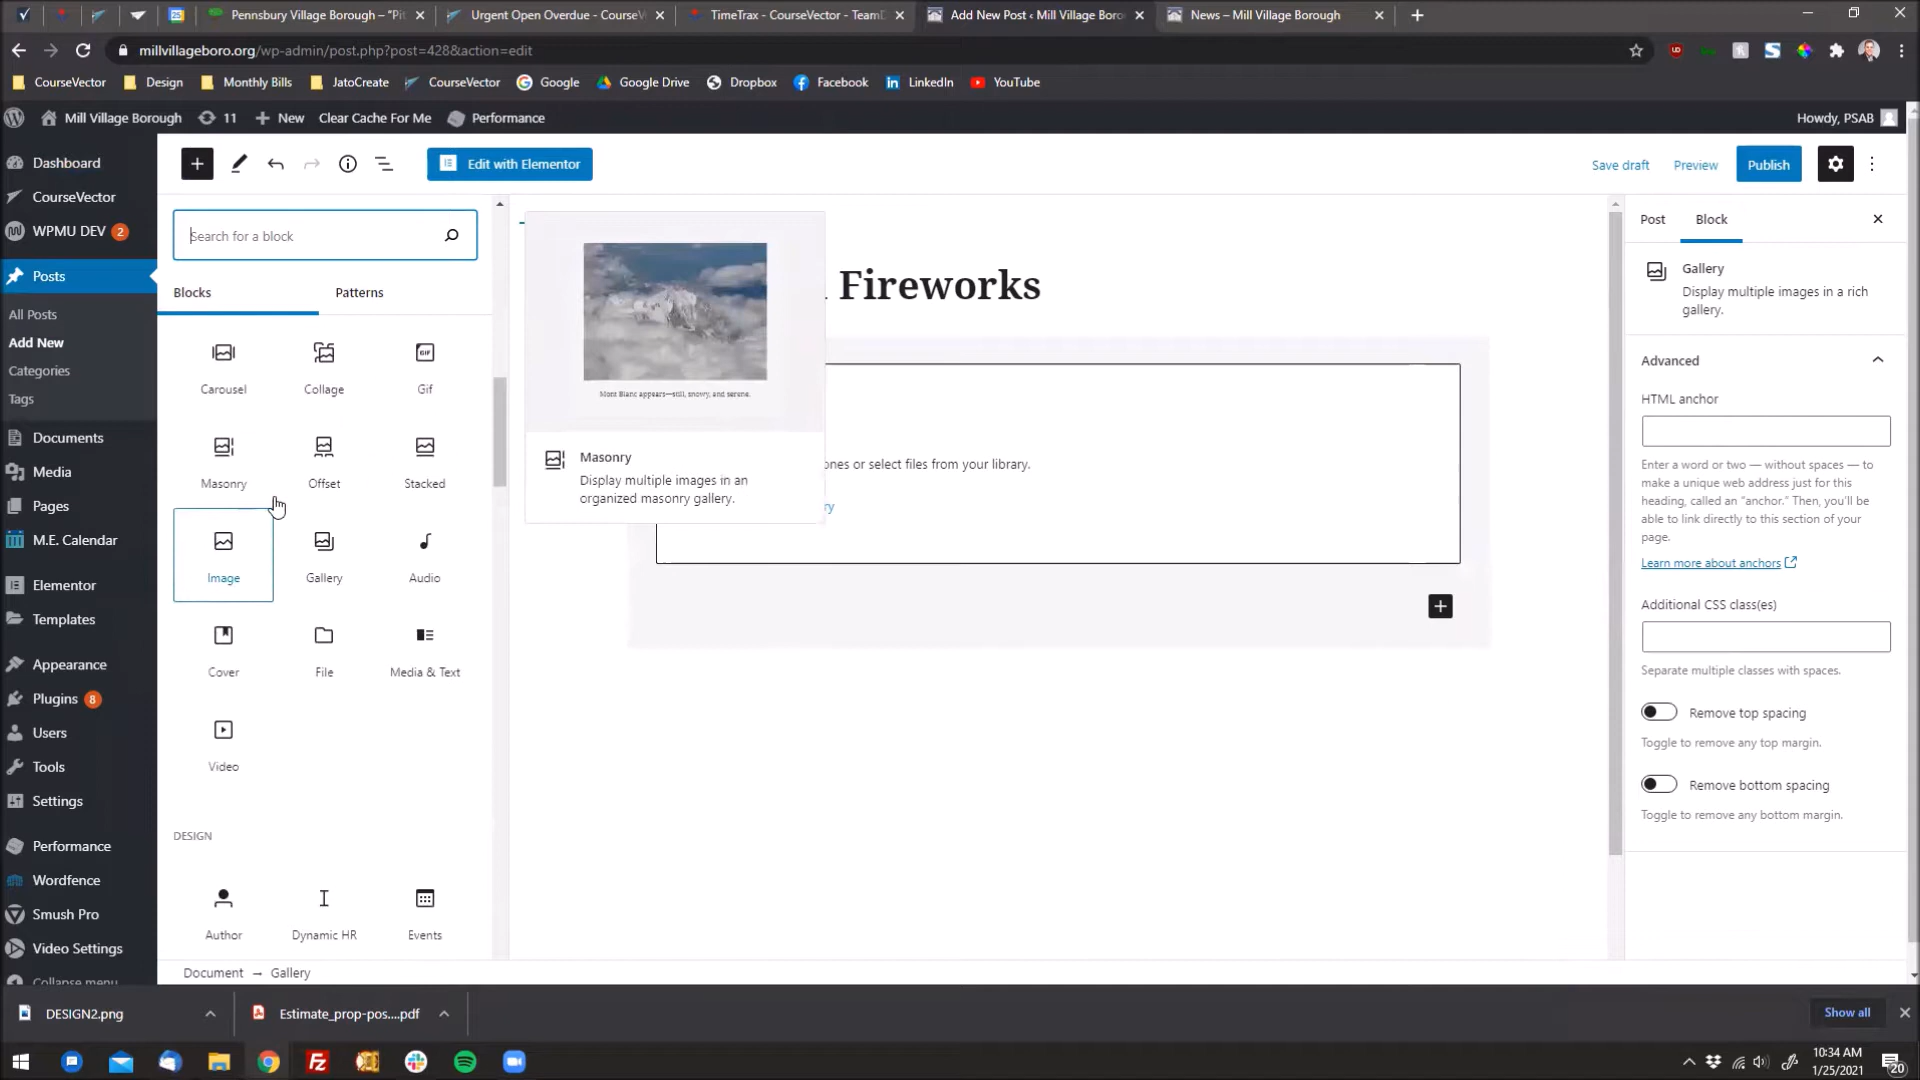 Pennsbury Village Borough – "Pit
Urgent Open Overdue - CourseV
TimeTrax - CourseVector - TeamD
Add New Post ‹ Mill Village Boro
News – Mill Village Borough
millvillageboro.org/wp-admin/post.php?post=428&action=edit
CourseVector
Design
Monthly Bills
JatoCreate
CourseVector
Google
Google Drive
Dropbox
Facebook
LinkedIn
YouTube
Mill Village Borough
11
New
Clear Cache For Me
Performance
Howdy, PSAB
Dashboard
CourseVector
WPMU DEV 2
Posts
All Posts
Add New
Categories
Tags
Documents
Media
Pages
M.E. Calendar
Elementor
Templates
Appearance
Plugins 8
Users
Tools
Settings
Performance
Wordfence
Smush Pro
Video Settings
Collapse menu
Edit with Elementor
Save draft
Preview
Publish
Search for a block
Blocks
Patterns
Carousel
Collage
GIF
Gif
Masonry
Offset
Stacked
Image
Gallery
Audio
Cover
File
Media & Text
Video
DESIGN
Author
Dynamic HR
Events
Mont Blanc appears—still, snowy, and serene.
Masonry
Display multiple images in an
organized masonry gallery.
Fireworks
ones or select files from your library.
ry
Post
Block
Gallery
Display multiple images in a rich
gallery.
Advanced
HTML anchor
Enter a word or two — without spaces — to
make a unique web address just for this
heading, called an "anchor." Then, you'll be
able to link directly to this section of your
page.
Learn more about anchors
Additional CSS class(es)
Separate multiple classes with spaces.
Remove top spacing
Toggle to remove any top margin.
Remove bottom spacing
Toggle to remove any bottom margin.
Document → Gallery
DESIGN2.png
Estimate_prop-pos....pdf
Show all
10:34 AM
1/25/2021
20